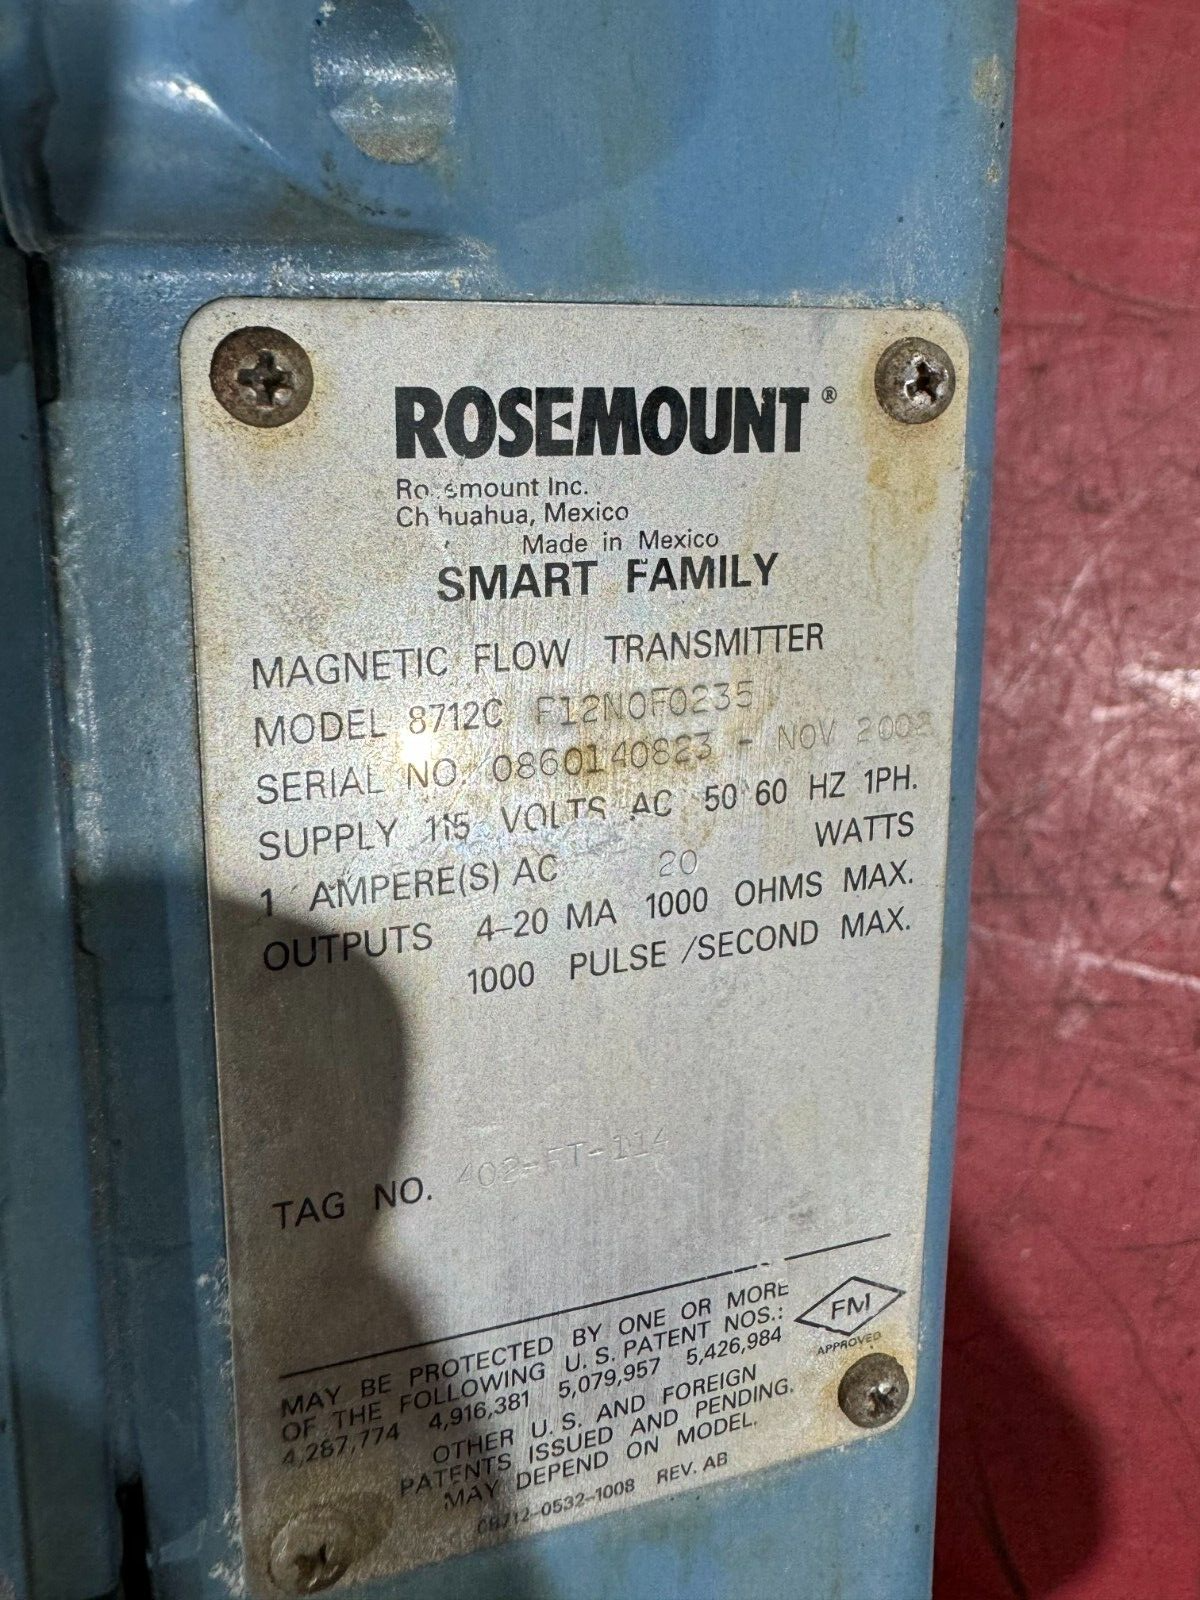 ROSEMOUNT®
Rosemount Inc.
Chihuahua, Mexico
Made in Mexico
SMART FAMILY
MAGNETIC FLOW TRANSMITTER
MODEL 8712C F12N0F0235
SERIAL NO. 0860140823 - NOV
SUPPLY 115 VOLTS AC 50 60 HZ 1PH.
1 AMPERE(S) AC 20 WATTS
OUTPUTS 4-20 MA 1000 OHMS MAX.
1000 PULSE /SECOND MAX.
TAG NO. 402-FT-114
MAY BE PROTECTED BY ONE OR MORE
OF THE FOLLOWING U. S. PATENT NOS.:
4,287,774 4,916,381 5,079,957 5,426,984
OTHER U. S. AND FOREIGN
PATENTS ISSUED AND PENDING.
MAY DEPEND ON MODEL.
08712-0532-1008 REV. AB
FM
APPROVED